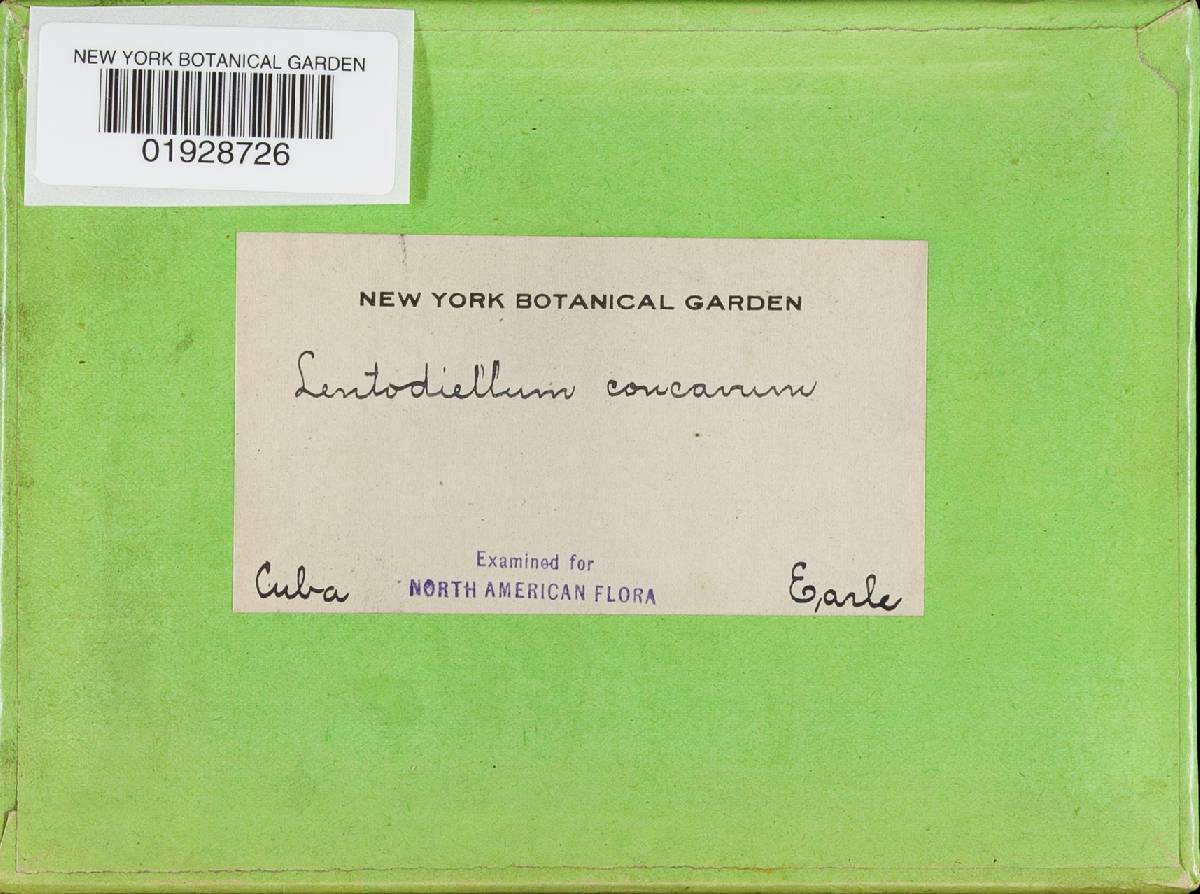 NEW YORK BOTANICAL GARDEN
01928726
NEW YORK BOTANICAL GARDEN
Lentodiellum concavum
Examined for
Cuba NORTH AMERICAN FLORA Earle